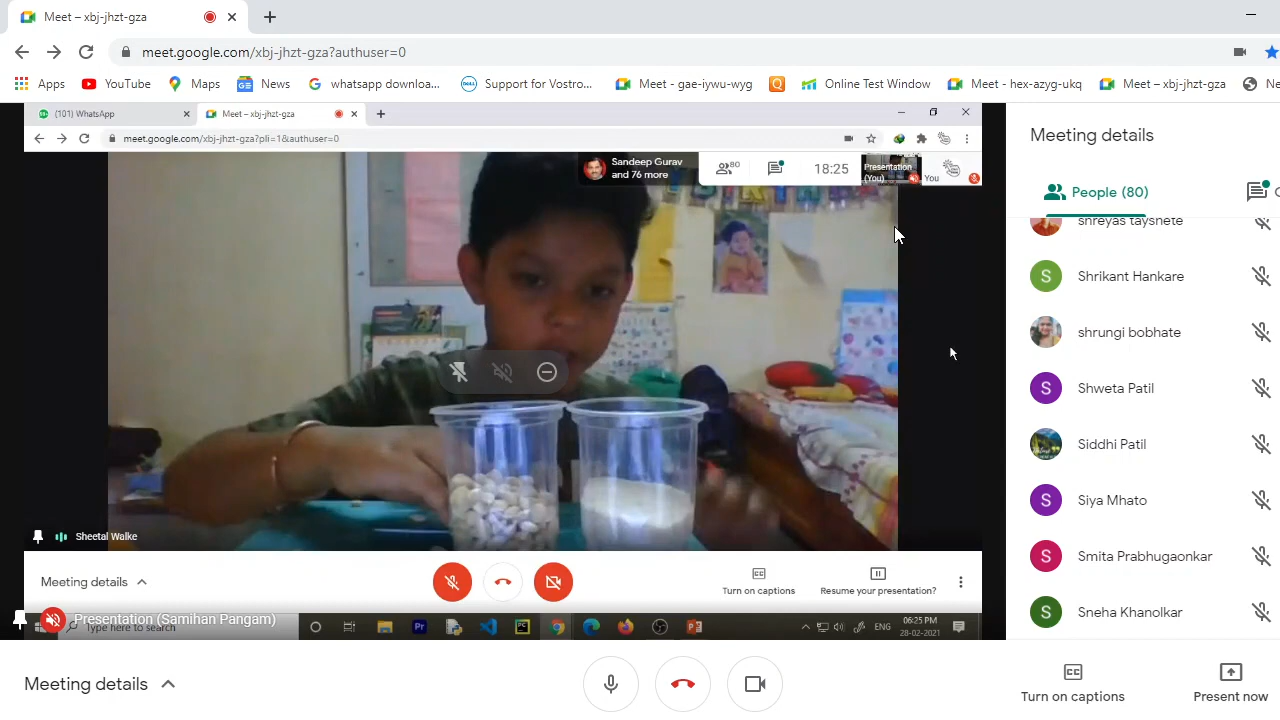 Meet – xbj-jhzt-gza
meet.google.com/xbj-jhzt-gza?authuser=0
Apps YouTube Maps News whatsapp downloa... Support for Vostro... Meet - gae-iywu-wyg Online Test Window Meet - hex-azyg-ukq Meet – xbj-jhzt-gza Ne
(101) WhatsApp Meet – xbj-jhzt-gza
meet.google.com/xbj-jhzt-gza?pli=1&authuser=0
Sandeep Gurav
and 76 more
80
18:25
Presentation
(You)
You
Sheetal Walke
Meeting details
Turn on captions
Resume your presentation?
Presentation (Samihan Pangam)
Type here to search
ENG
06:25 PM
28-02-2021
Meeting details
People (80)
shreyas tayshete
S Shrikant Hankare
shrungi bobhate
S Shweta Patil
Siddhi Patil
S Siya Mhato
S Smita Prabhugaonkar
S Sneha Khanolkar
Meeting details
Turn on captions
Present now